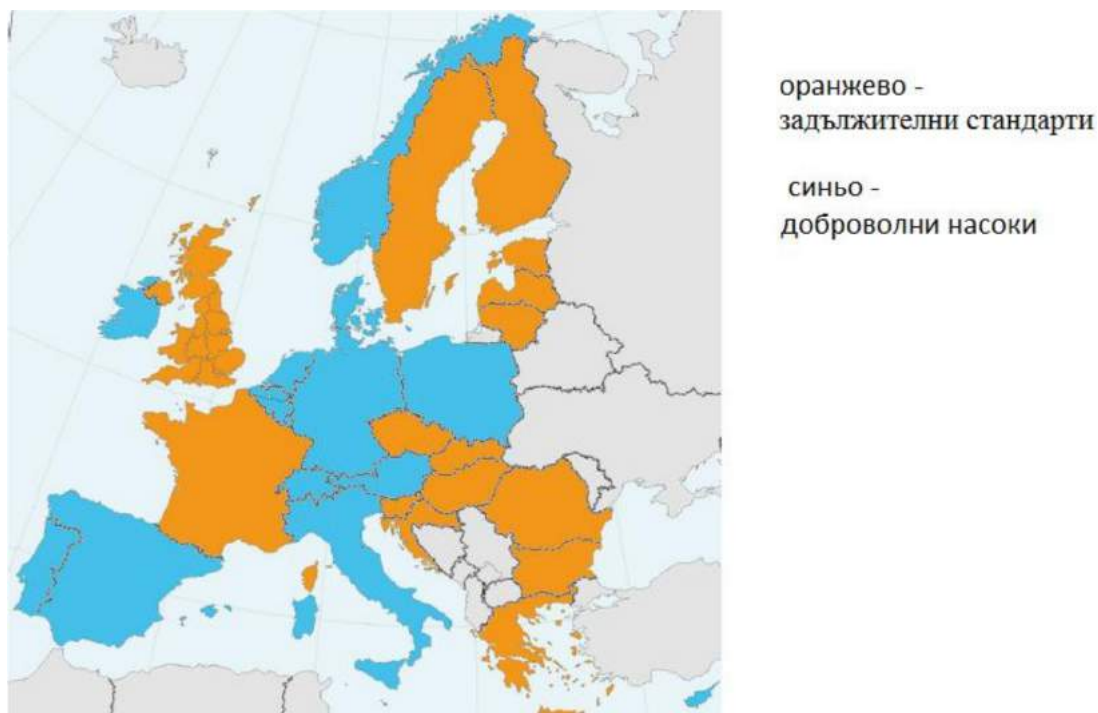 оранжево -
задължителни стандарти
синьо -
доброволни насоки